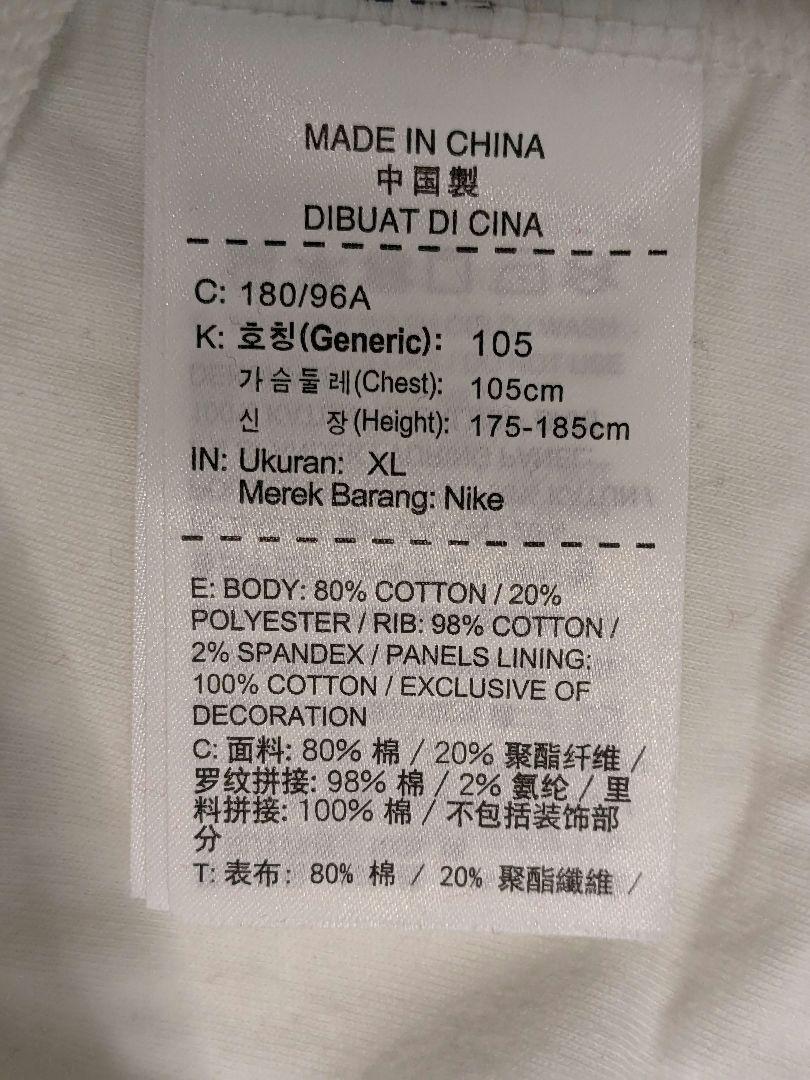 MADE IN CHINA
中国製
DIBUAT DI CINA
C: 180/96A
K: 호칭(Generic): 105
가슴둘레(Chest): 105cm
신 장(Height): 175-185cm
IN: Ukuran: XL
Merek Barang: Nike
E: BODY: 80% COTTON / 20%
POLYESTER / RIB: 98% COTTON /
2% SPANDEX / PANELS LINING:
100% COTTON / EXCLUSIVE OF
DECORATION
C: 面料: 80% 棉 / 20% 聚酯纤维 /
罗纹拼接: 98% 棉 / 2% 氨纶 / 里
料拼接: 100% 棉 / 不包括装饰部
分
T: 表布: 80% 棉 / 20% 聚酯纖維 /